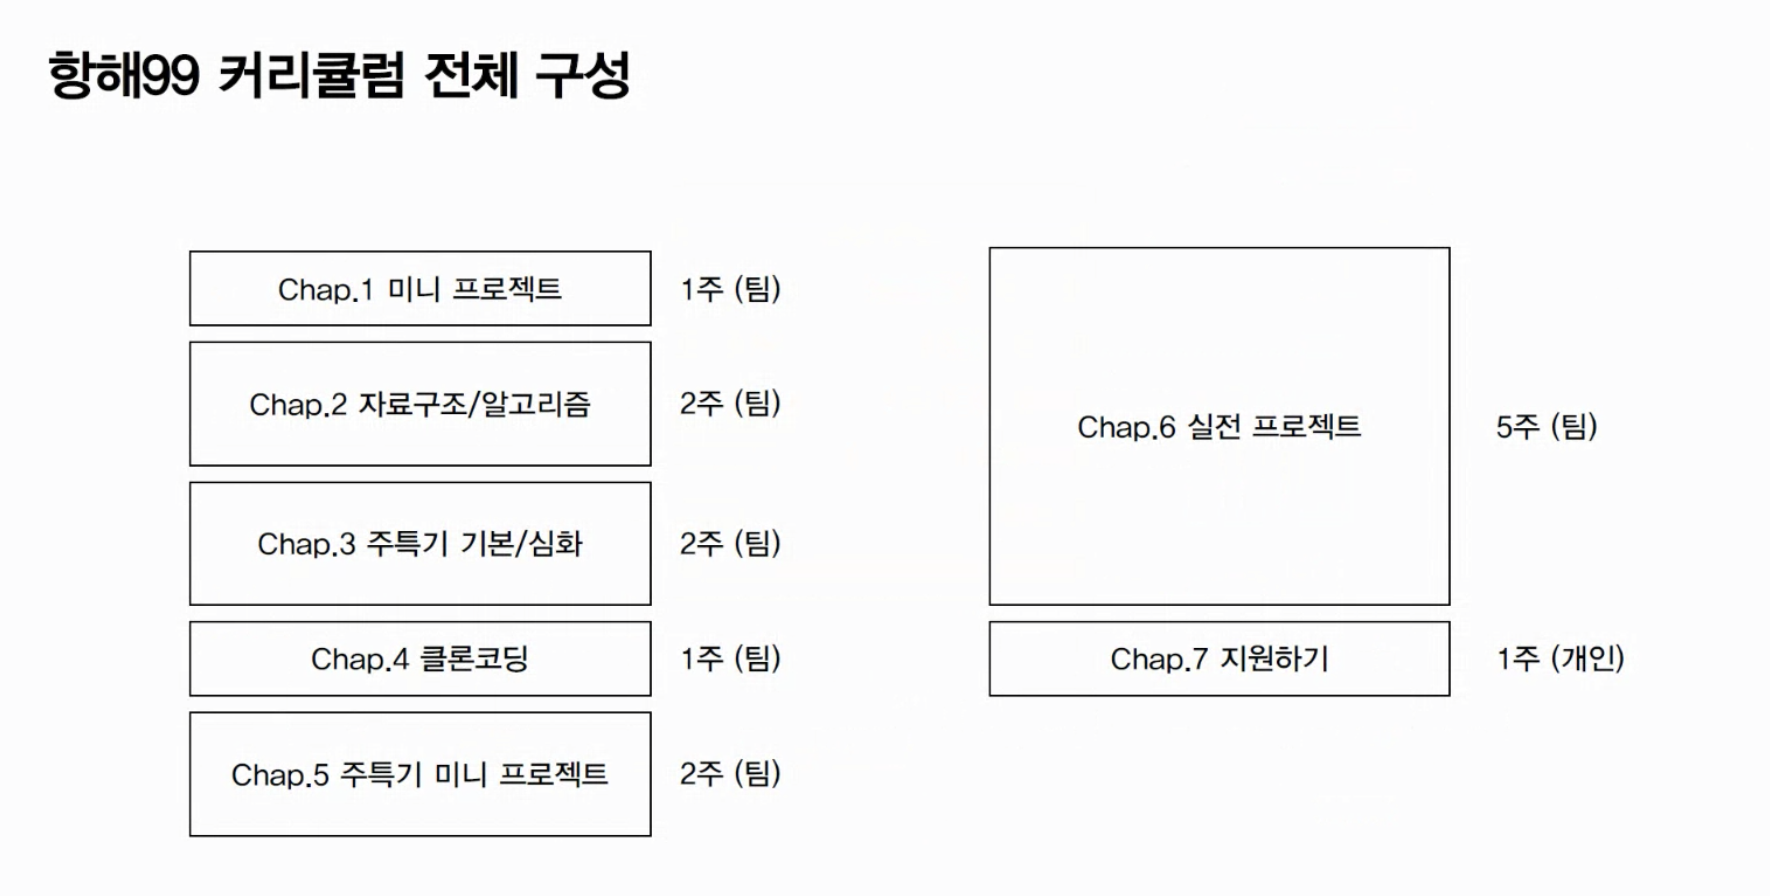 항해99 커리큘럼 전체 구성
Chap.1 미니 프로젝트 1주 (팀)
Chap.2 자료구조/알고리즘 2주 (팀)
Chap.3 주특기 기본/심화 2주 (팀)
Chap.4 클론코딩 1주 (팀)
Chap.5 주특기 미니 프로젝트 2주 (팀)
Chap.6 실전 프로젝트 5주 (팀)
Chap.7 지원하기 1주 (개인)